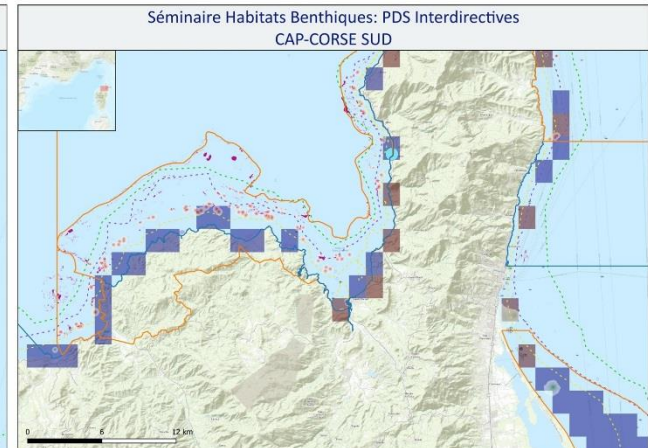 Séminaire Habitats Benthiques: PDS Interdirectives
CAP-CORSE SUD
0 6 12 km